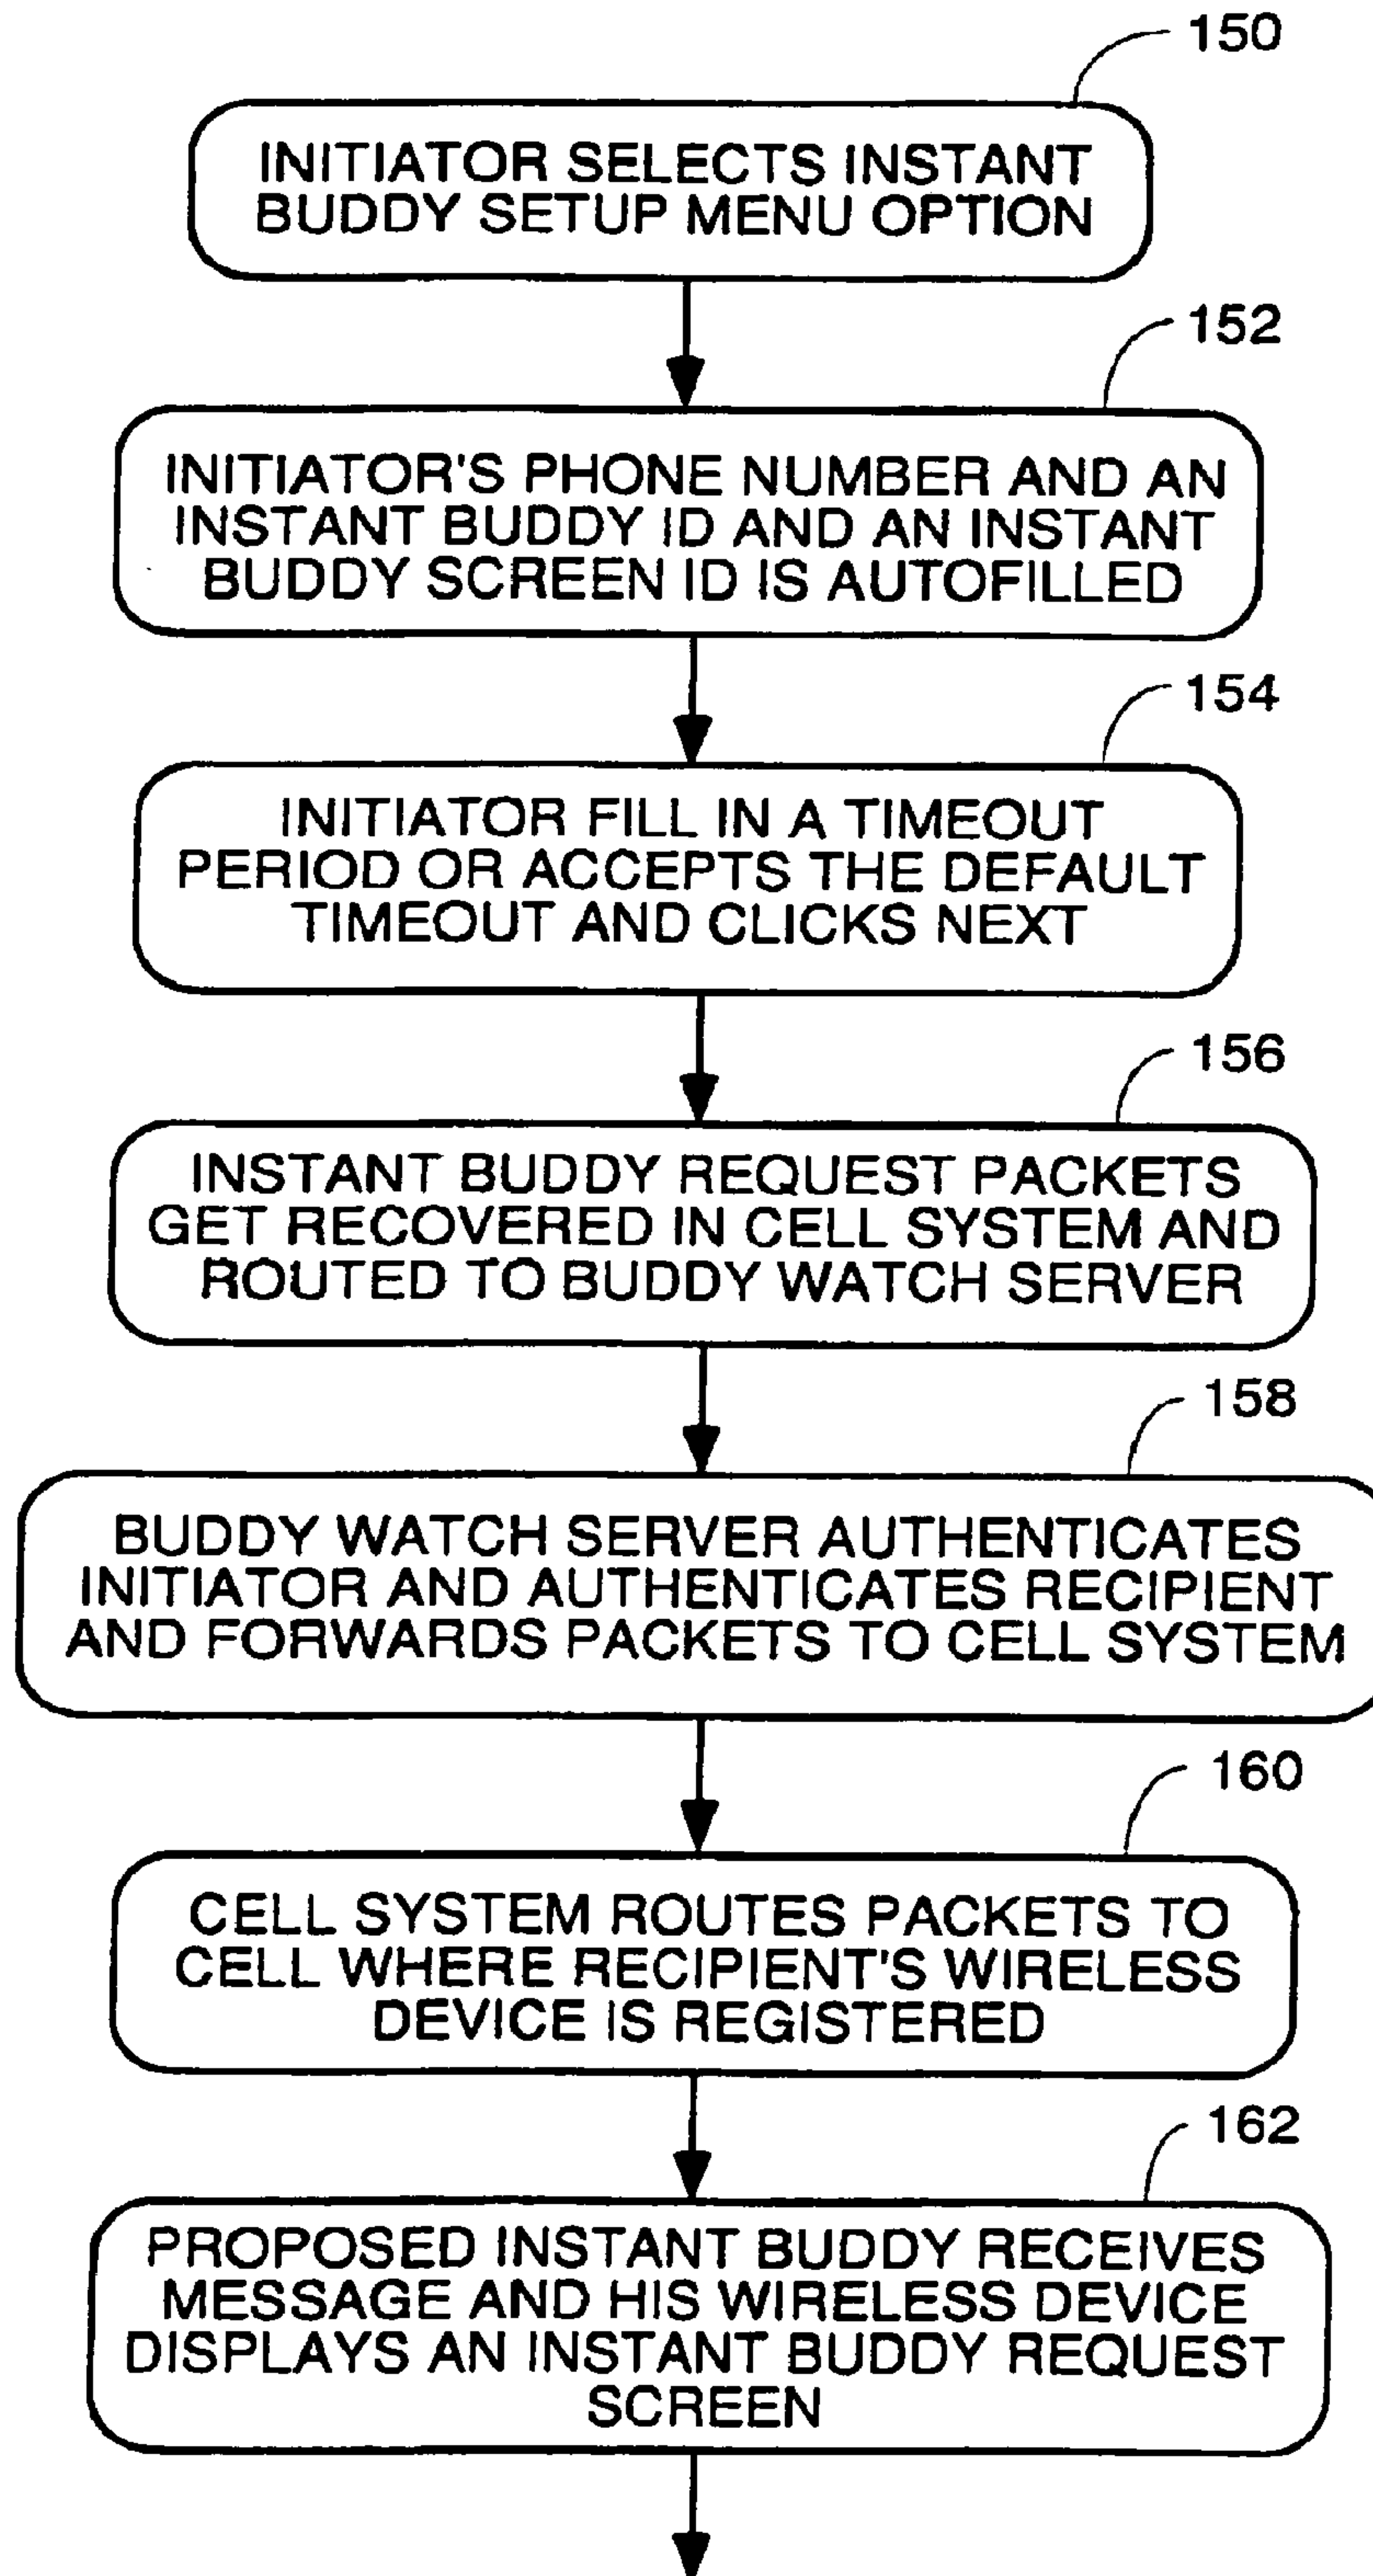 150
INITIATOR SELECTS INSTANT
BUDDY SETUP MENU OPTION
152
INITIATOR'S PHONE NUMBER AND AN
INSTANT BUDDY ID AND AN INSTANT
BUDDY SCREEN ID IS AUTOFILLED
154
INITIATOR FILL IN A TIMEOUT
PERIOD OR ACCEPTS THE DEFAULT
TIMEOUT AND CLICKS NEXT
156
INSTANT BUDDY REQUEST PACKETS
GET RECOVERED IN CELL SYSTEM AND
ROUTED TO BUDDY WATCH SERVER
158
BUDDY WATCH SERVER AUTHENTICATES
INITIATOR AND AUTHENTICATES RECIPIENT
AND FORWARDS PACKETS TO CELL SYSTEM
160
CELL SYSTEM ROUTES PACKETS TO
CELL WHERE RECIPIENT'S WIRELESS
DEVICE IS REGISTERED
162
PROPOSED INSTANT BUDDY RECEIVES
MESSAGE AND HIS WIRELESS DEVICE
DISPLAYS AN INSTANT BUDDY REQUEST
SCREEN